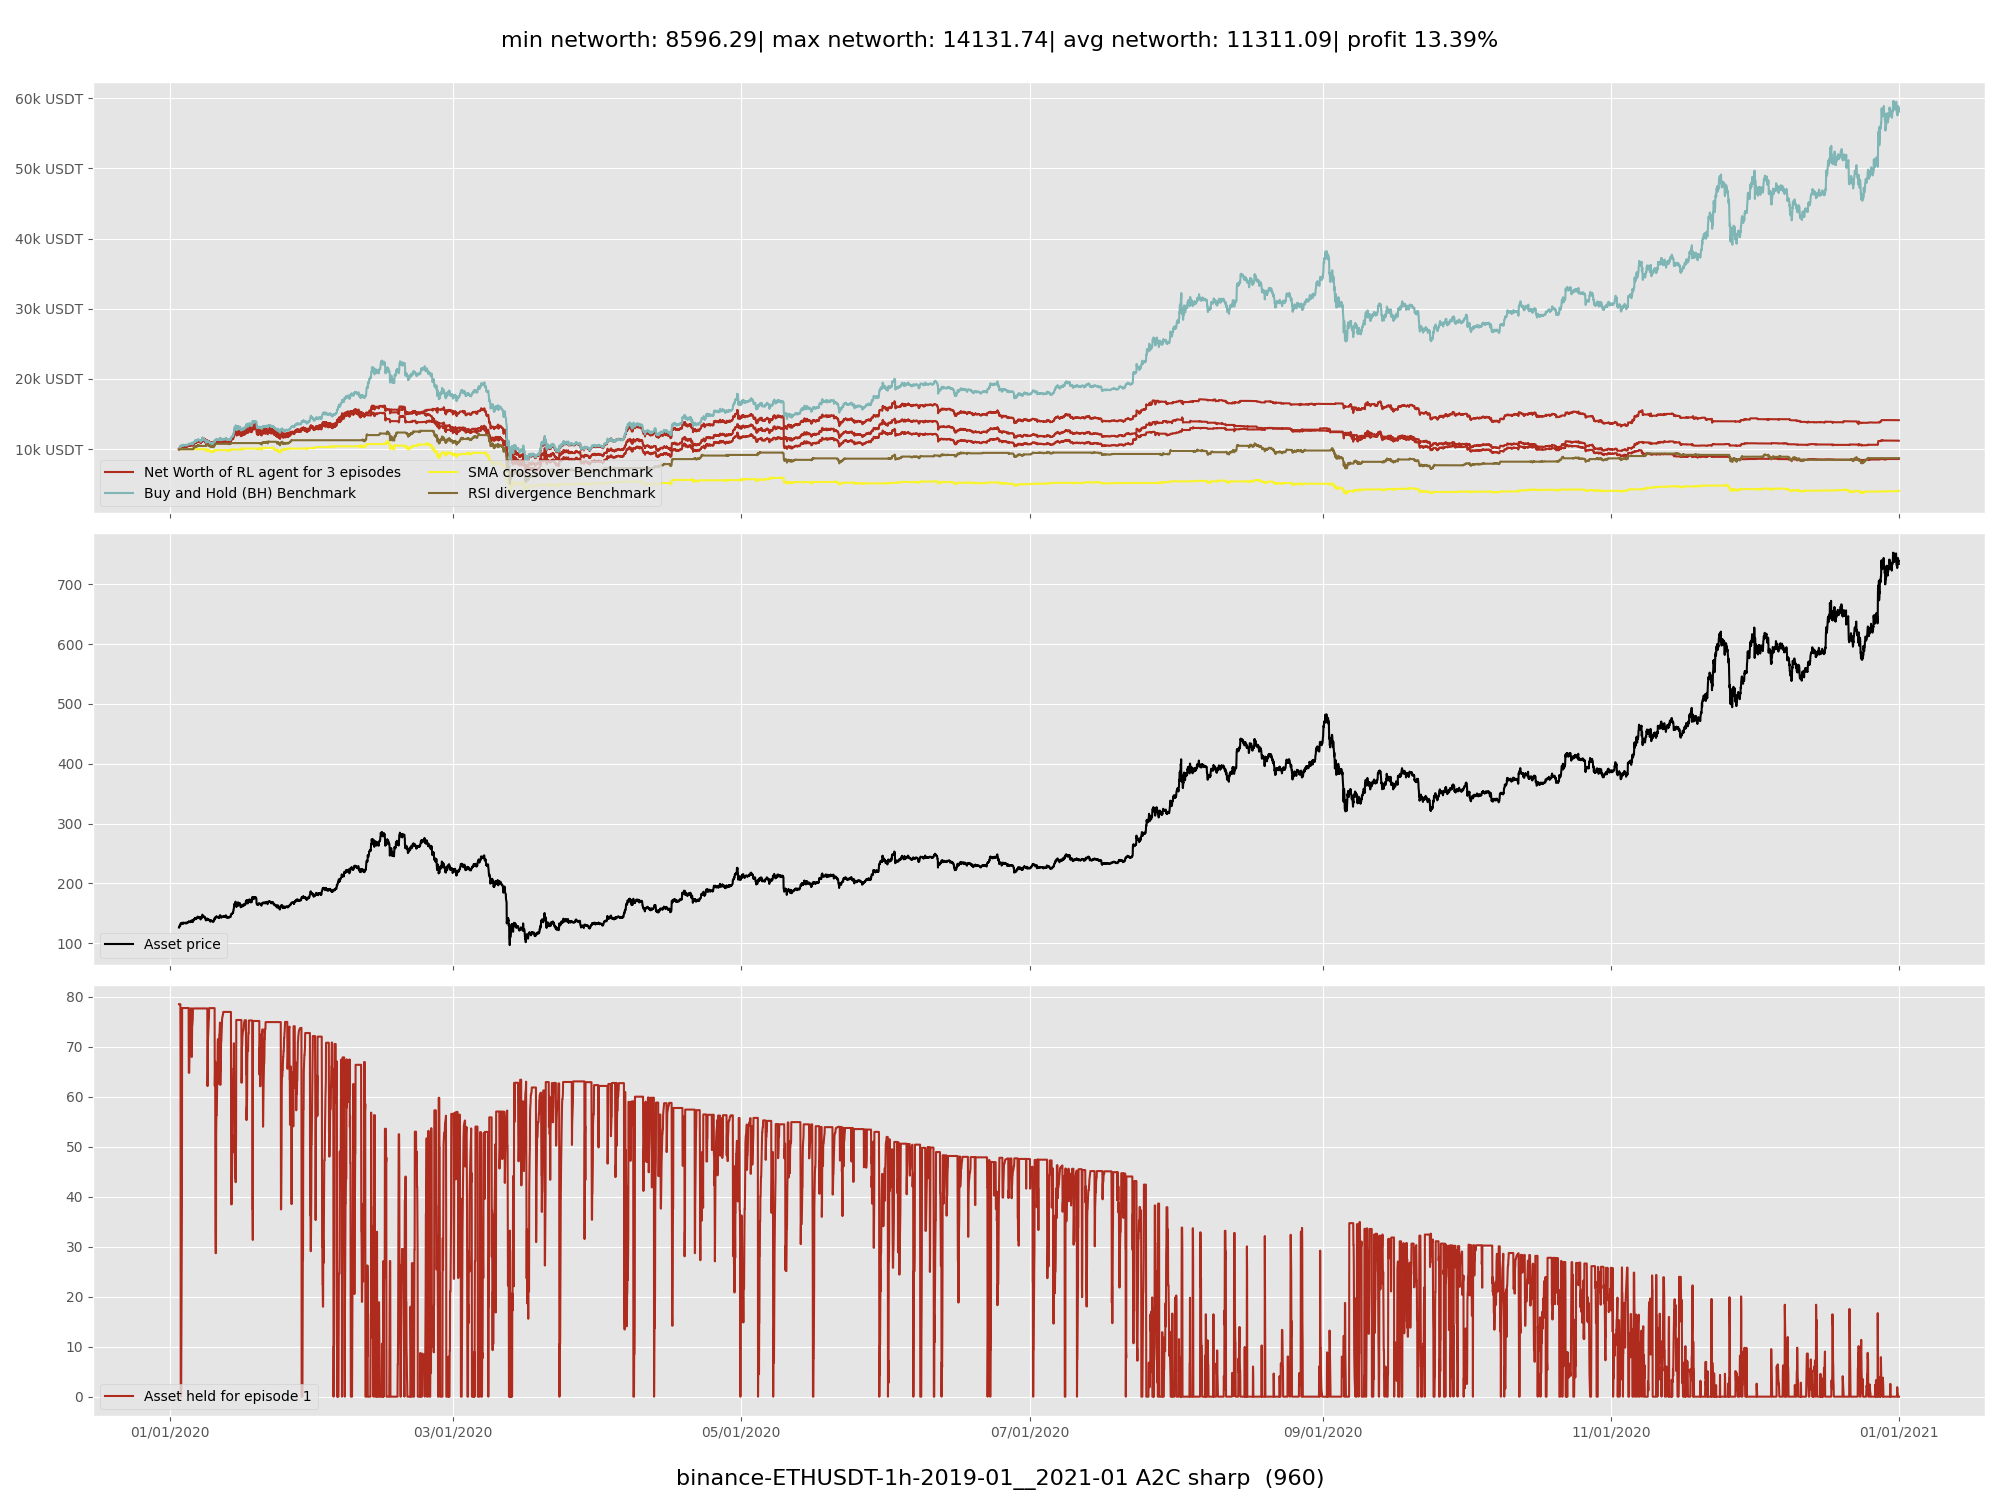 min networth: 8596.29| max networth: 14131.74| avg networth: 11311.09| profit 13.39%
60k USDT
50k USDT
40k USDT
30k USDT
20k USDT
10k USDT
Net Worth of RL agent for 3 episodes
Buy and Hold (BH) Benchmark
SMA crossover Benchmark
RSI divergence Benchmark
700
600
500
400
300
200
100
Asset price
80
70
60
50
40
30
20
10
0
Asset held for episode 1
01/01/2020
03/01/2020
05/01/2020
07/01/2020
09/01/2020
11/01/2020
01/01/2021
binance-ETHUSDT-1h-2019-01__2021-01 A2C sharp  (960)